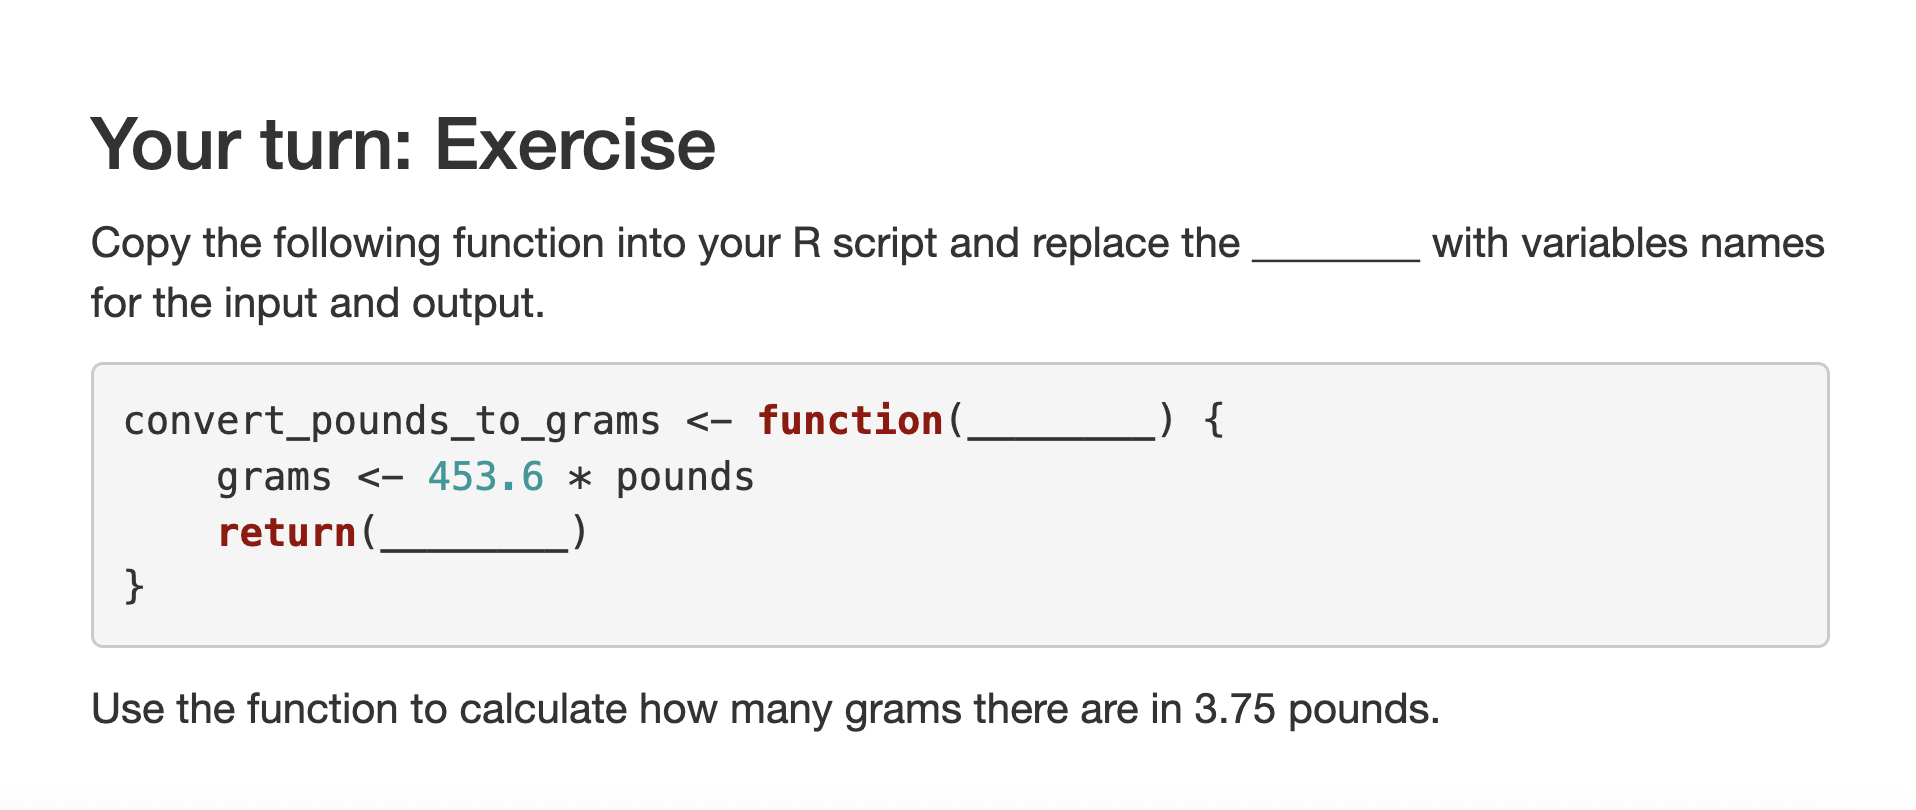 Your turn: Exercise
Copy the following function into your R script and replace the ________ with variables names
for the input and output.
convert_pounds_to_grams <- function(________) {
    grams <- 453.6 * pounds
    return(________)
}
Use the function to calculate how many grams there are in 3.75 pounds.